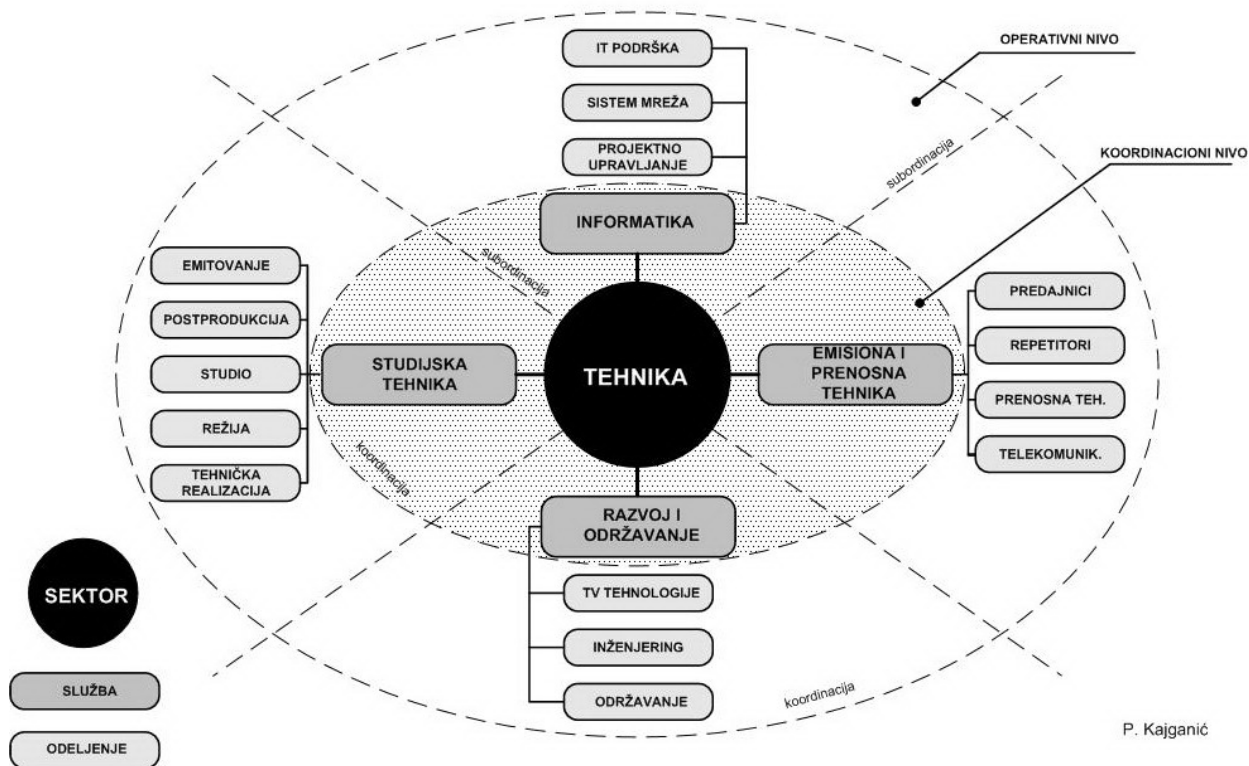 OPERATIVNI NIVO
KOORDINACIONI NIVO
IT PODRŠKA
SISTEM MREŽA
PROJEKTNO
UPRAVLJANJE
INFORMATIKA
subordinacija
subordinacija
EMITOVANJE
POSTPRODUKCIJA
STUDIO
REŽIJA
TEHNIČKA
REALIZACIJA
STUDIJSKA
TEHNIKA
TEHNIKA
EMISIONA I
PRENOSNA
TEHNIKA
PREDAJNICI
REPETITORI
PRENOSNA TEH.
TELEKOMUNIK.
koordinacija
RAZVOJ I
ODRŽAVANJE
TV TEHNOLOGIJE
INŽENJERING
ODRŽAVANJE
koordinacija
SEKTOR
SLUŽBA
ODELJENJE
P. Kajganić